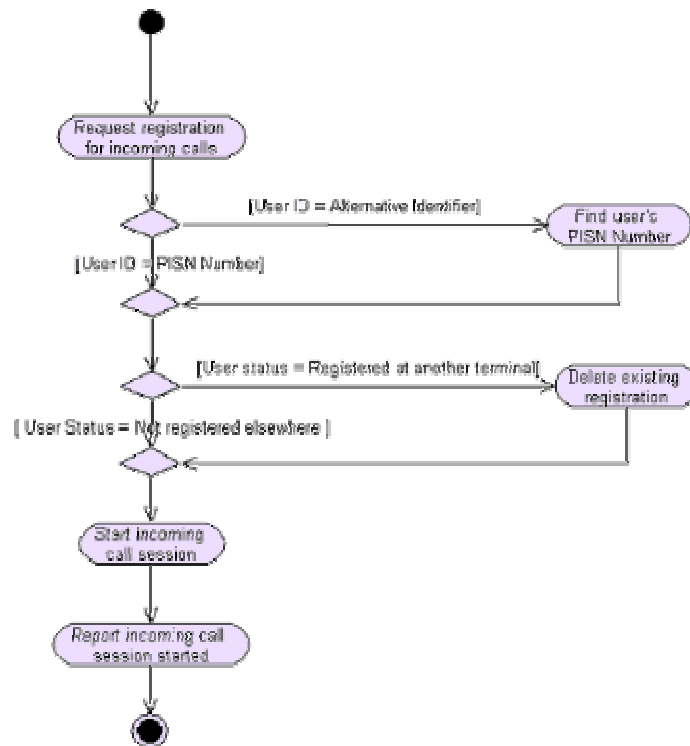 Request registration
for incoming calls
[User ID = Alternative Identifier]
Find user's
PISN Number
[User ID = PISN Number]
[User status = Registered at another terminal[
Delete existing
registration
[ User Status = Not registered elsewhere ]
Start incoming
call session
Report incoming call
session started